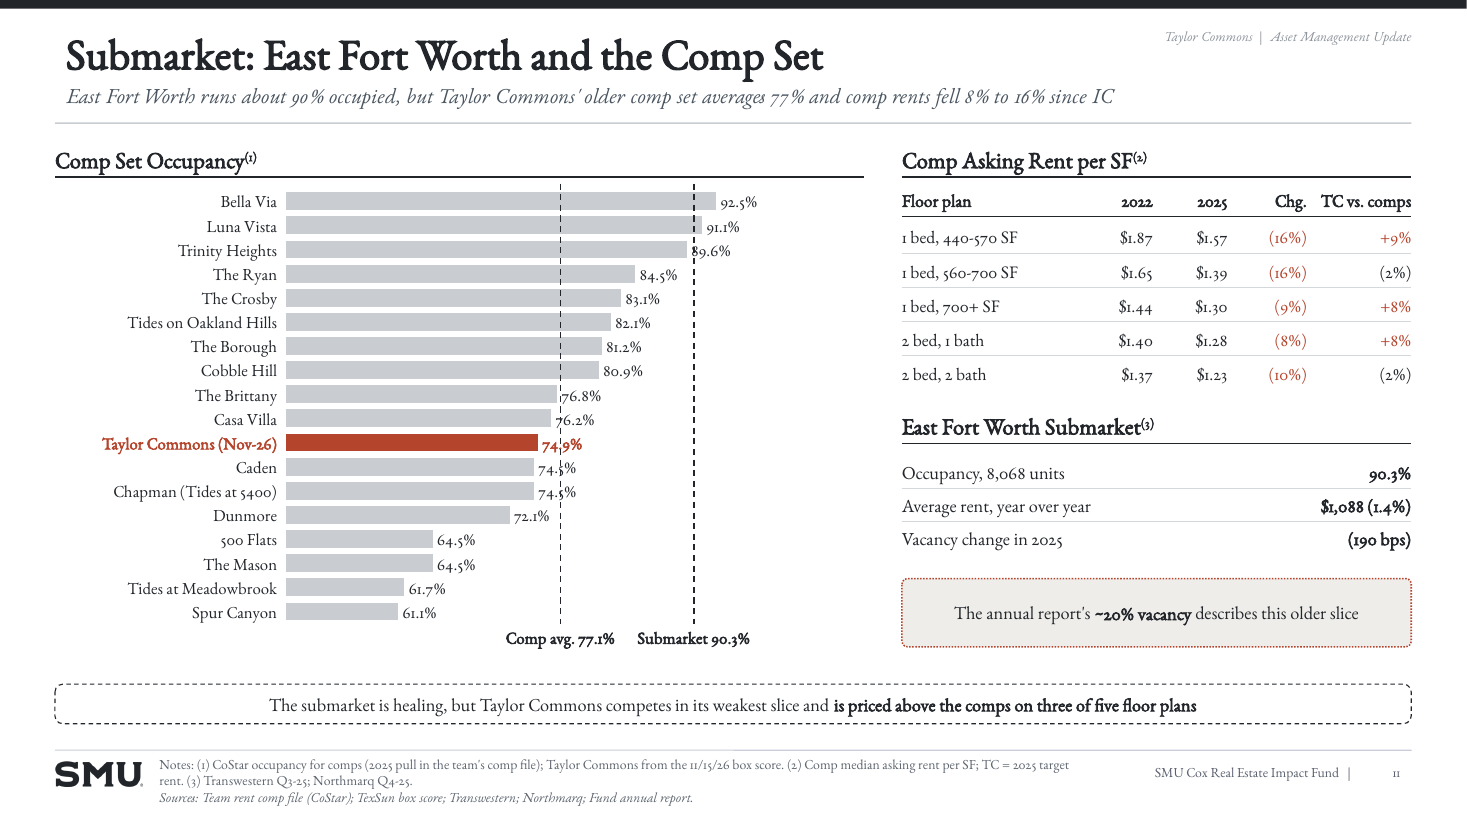 Taylor Commons | Asset Management Update
Submarket: East Fort Worth and the Comp Set
East Fort Worth runs about 90% occupied, but Taylor Commons' older comp set averages 77% and comp rents fell 8% to 16% since IC
Comp Set Occupancy(1)
Bella Via 92.5%
Luna Vista 91.1%
Trinity Heights 89.6%
The Ryan 84.5%
The Crosby 83.1%
Tides on Oakland Hills 82.1%
The Borough 81.2%
Cobble Hill 80.9%
The Brittany 76.8%
Casa Villa 76.2%
Taylor Commons (Nov-26) 74.9%
Caden 74.5%
Chapman (Tides at 5400) 74.5%
Dunmore 72.1%
500 Flats 64.5%
The Mason 64.5%
Tides at Meadowbrook 61.7%
Spur Canyon 61.1%
Comp avg. 77.1% Submarket 90.3%
Comp Asking Rent per SF(2)
Floor plan 2022 2025 Chg. TC vs. comps
1 bed, 440-570 SF $1.87 $1.57 (16%) +9%
1 bed, 560-700 SF $1.65 $1.39 (16%) (2%)
1 bed, 700+ SF $1.44 $1.30 (9%) +8%
2 bed, 1 bath $1.40 $1.28 (8%) +8%
2 bed, 2 bath $1.37 $1.23 (10%) (2%)
East Fort Worth Submarket(3)
Occupancy, 8,068 units 90.3%
Average rent, year over year $1,088 (1.4%)
Vacancy change in 2025 (190 bps)
The annual report's ~20% vacancy describes this older slice
The submarket is healing, but Taylor Commons competes in its weakest slice and is priced above the comps on three of five floor plans
SMU
Notes: (1) CoStar occupancy for comps (2025 pull in the team's comp file); Taylor Commons from the 11/15/26 box score. (2) Comp median asking rent per SF; TC = 2025 target
rent. (3) Transwestern Q3-25; Northmarq Q4-25.
Sources: Team rent comp file (CoStar); TexSun box score; Transwestern; Northmarq; Fund annual report.
SMU Cox Real Estate Impact Fund | 11